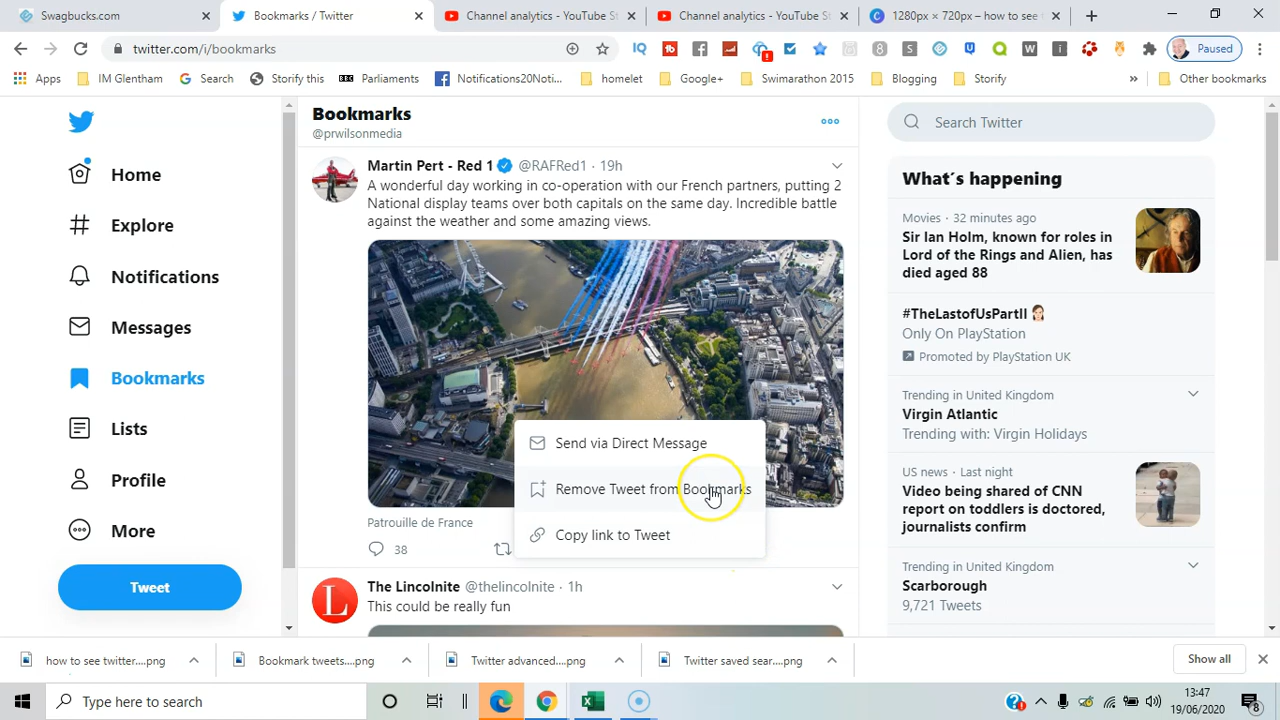 Swagbucks.com
Bookmarks / Twitter
Channel analytics - YouTube St
Channel analytics - YouTube St
1280px × 720px – how to see
twitter.com/i/bookmarks
Paused
Apps
IM Glentham
Search
Storify this
Parliaments
Notifications20Noti...
homelet
Google+
Swimarathon 2015
Blogging
Storify
»
Other bookmarks
Home
Explore
Notifications
Messages
Bookmarks
Lists
Profile
More
Tweet
Bookmarks
@prwilsonmedia
Martin Pert - Red 1 @RAFRed1 · 19h
A wonderful day working in co-operation with our French partners, putting 2
National display teams over both capitals on the same day. Incredible battle
against the weather and some amazing views.
Send via Direct Message
Remove Tweet from Bookmarks
Copy link to Tweet
Patrouille de France
38
The Lincolnite @thelincolnite · 1h
This could be really fun
L
Search Twitter
What´s happening
Movies · 32 minutes ago
Sir Ian Holm, known for roles in
Lord of the Rings and Alien, has
died aged 88
#TheLastofUsPartII
Only On PlayStation
Promoted by PlayStation UK
Trending in United Kingdom
Virgin Atlantic
Trending with: Virgin Holidays
US news · Last night
Video being shared of CNN
report on toddlers is doctored,
journalists confirm
Trending in United Kingdom
Scarborough
9,721 Tweets
how to see twitter....png
Bookmark tweets....png
Twitter advanced....png
Twitter saved sear....png
Show all
Type here to search
13:47
19/06/2020
8